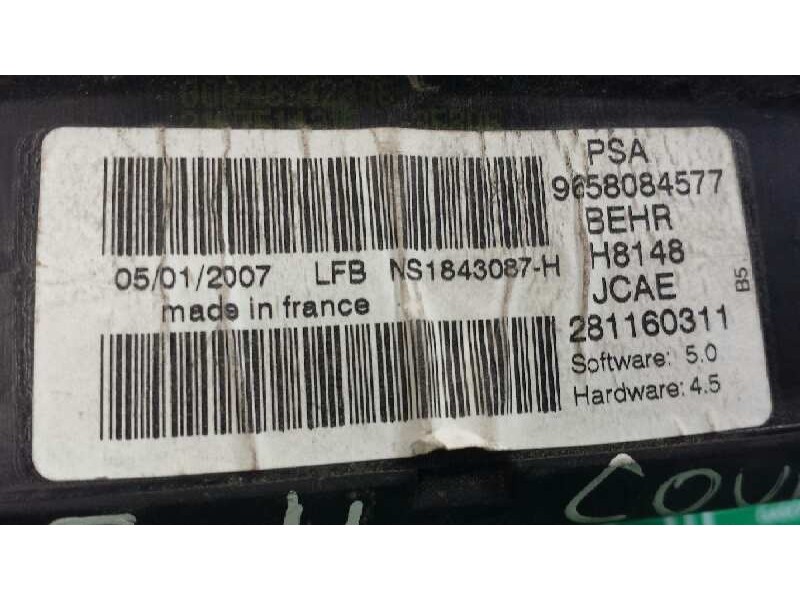 PSA
9658084577
BEHR
H8148
JCAE
281160311
Software: 5.0
Hardware: 4.5
B5
05/01/2007 LFB NS1843087-H
made in france
COU